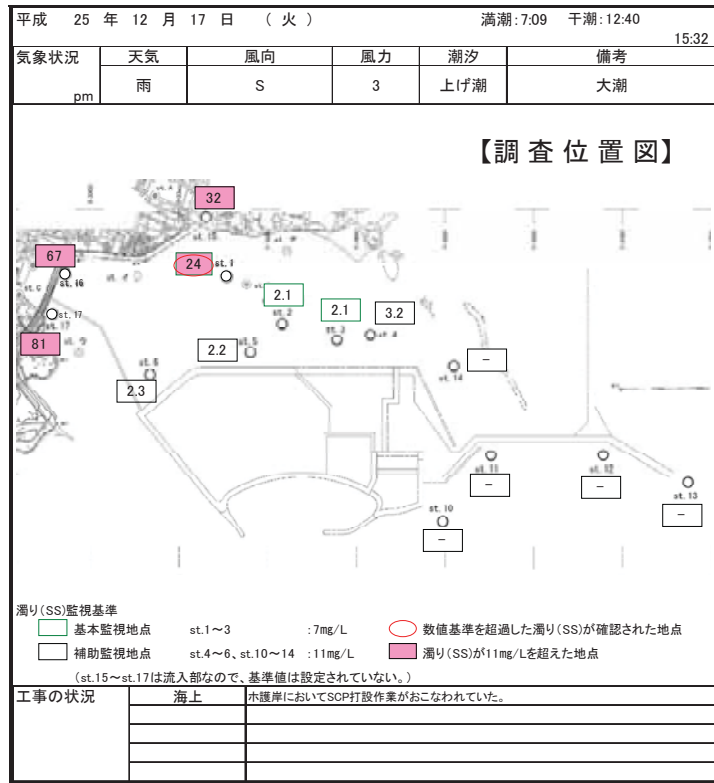 平成 25 年 12 月 17 日 （ 火 ） 満潮：7:09 干潮：12:40
15:32
気象状況 天気 風向 風力 潮汐 備考
pm 雨 S 3 上げ潮 大潮
【調査位置図】
32
st.15
67
24 st.1
st.16
2.1
st.2
2.1
st.3
3.2
st.4
st.17
st.17
81
2.2
st.5
st.6
2.3
－
st.14
st.11
－
st.12
－
st.13
－
st.10
－
濁り（SS）監視基準
基本監視地点 st.1～3 ：7mg/L 数値基準を超過した濁り（SS）が確認された地点
補助監視地点 st.4～6、st.10～14 ：11mg/L 濁り（SS）が11mg/Lを超えた地点
（st.15～st.17は流入部なので、基準値は設定されていない。）
工事の状況 海上 ホ護岸においてSCP打設作業がおこなわれていた。